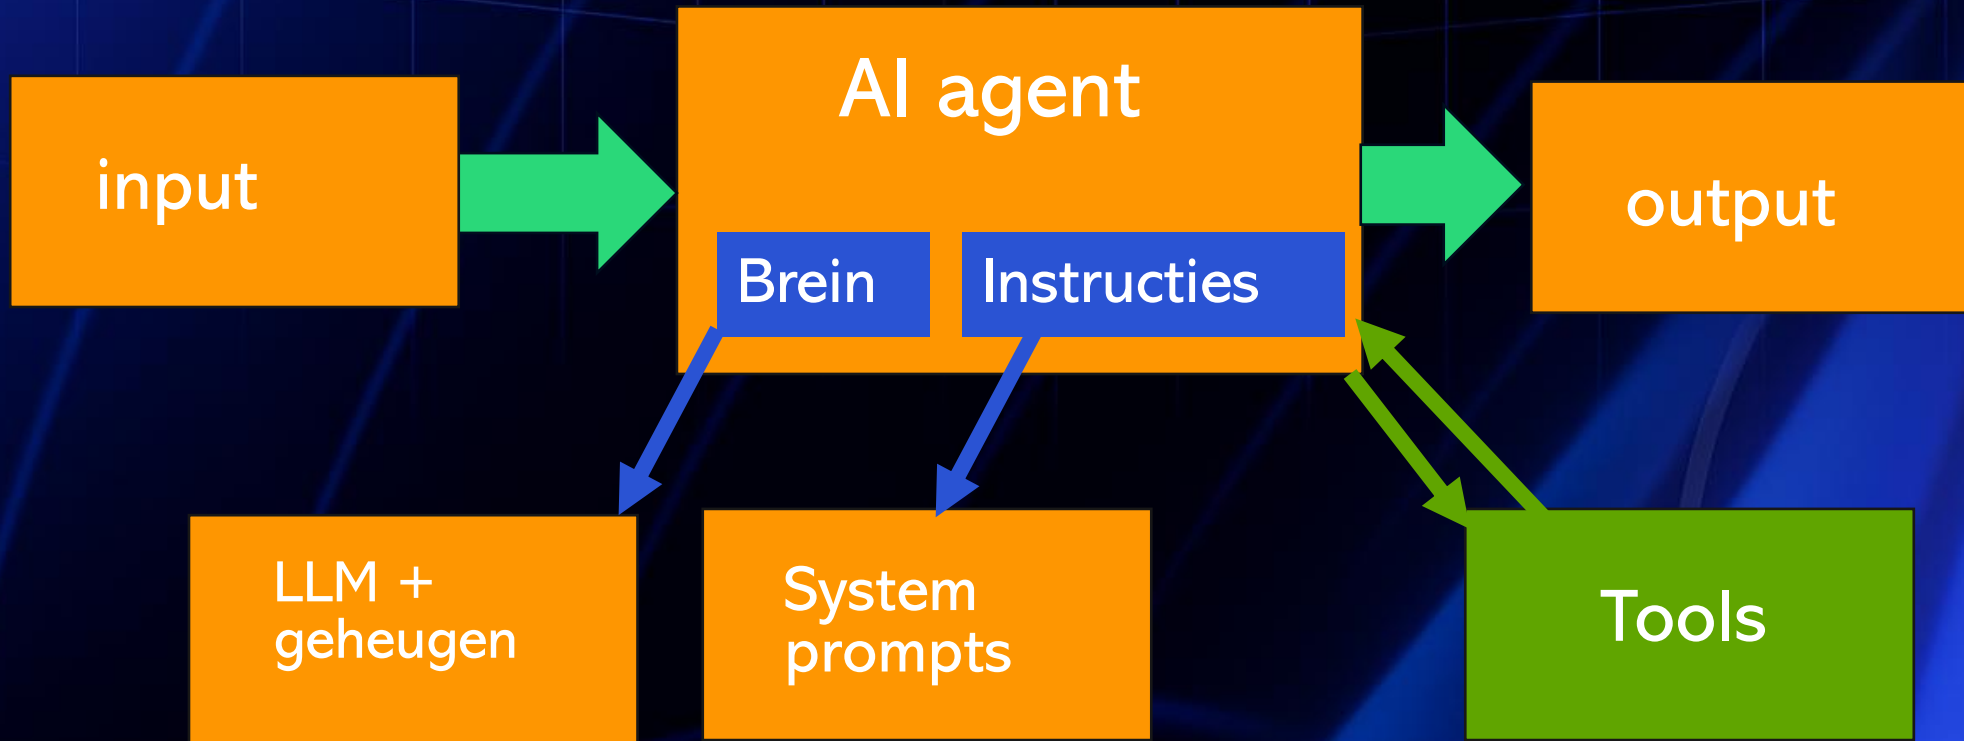 AI agent
input
output
Brein
Instructies
LLM +
geheugen
System
prompts
Tools